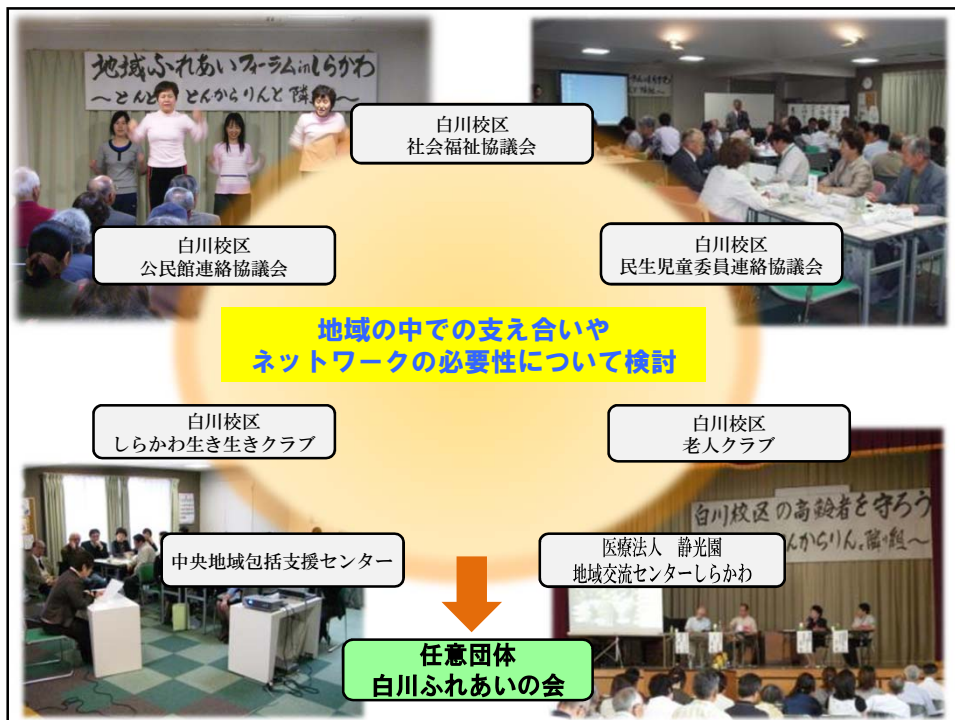 地域ふれあいフォーラムinしらかわ
白川校区
社会福祉協議会
白川校区
公民館連絡協議会
白川校区
民生児童委員連絡協議会
地域の中での支え合いや
ネットワークの必要性について検討
白川校区
しらかわ生き生きクラブ
白川校区
老人クラブ
白川校区の高齢者を守ろう
中央地域包括支援センター
医療法人 静光園
地域交流センターしらかわ
任意団体
白川ふれあいの会